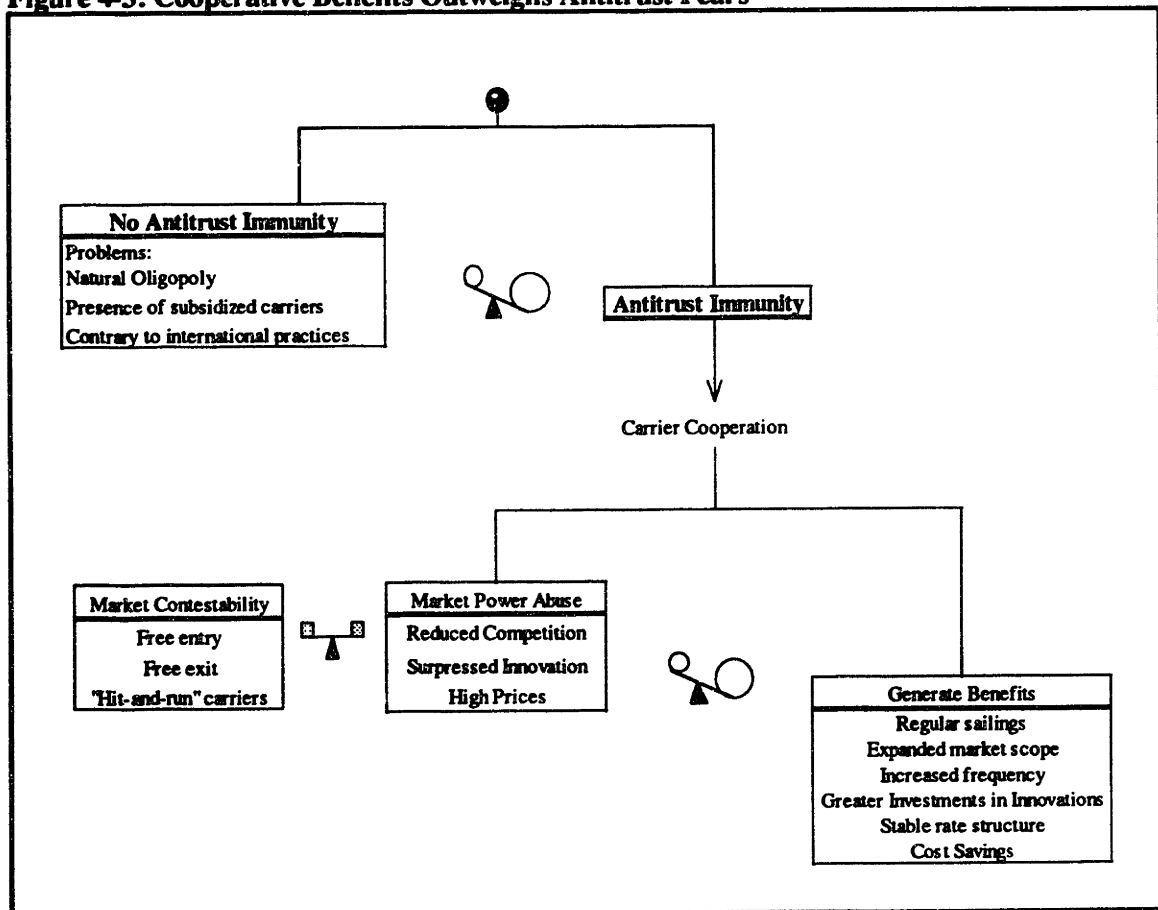 Figure 4-3: Cooperative Benefits Outweighs Antitrust Fears
No Antitrust Immunity
Problems:
Natural Oligopoly
Presence of subsidized carriers
Contrary to international practices
Antitrust Immunity
Carrier Cooperation
Market Contestability
Free entry
Free exit
"Hit-and-run" carriers
Market Power Abuse
Reduced Competition
Surpressed Innovation
High Prices
Generate Benefits
Regular sailings
Expanded market scope
Increased frequency
Greater Investments in Innovations
Stable rate structure
Cost Savings